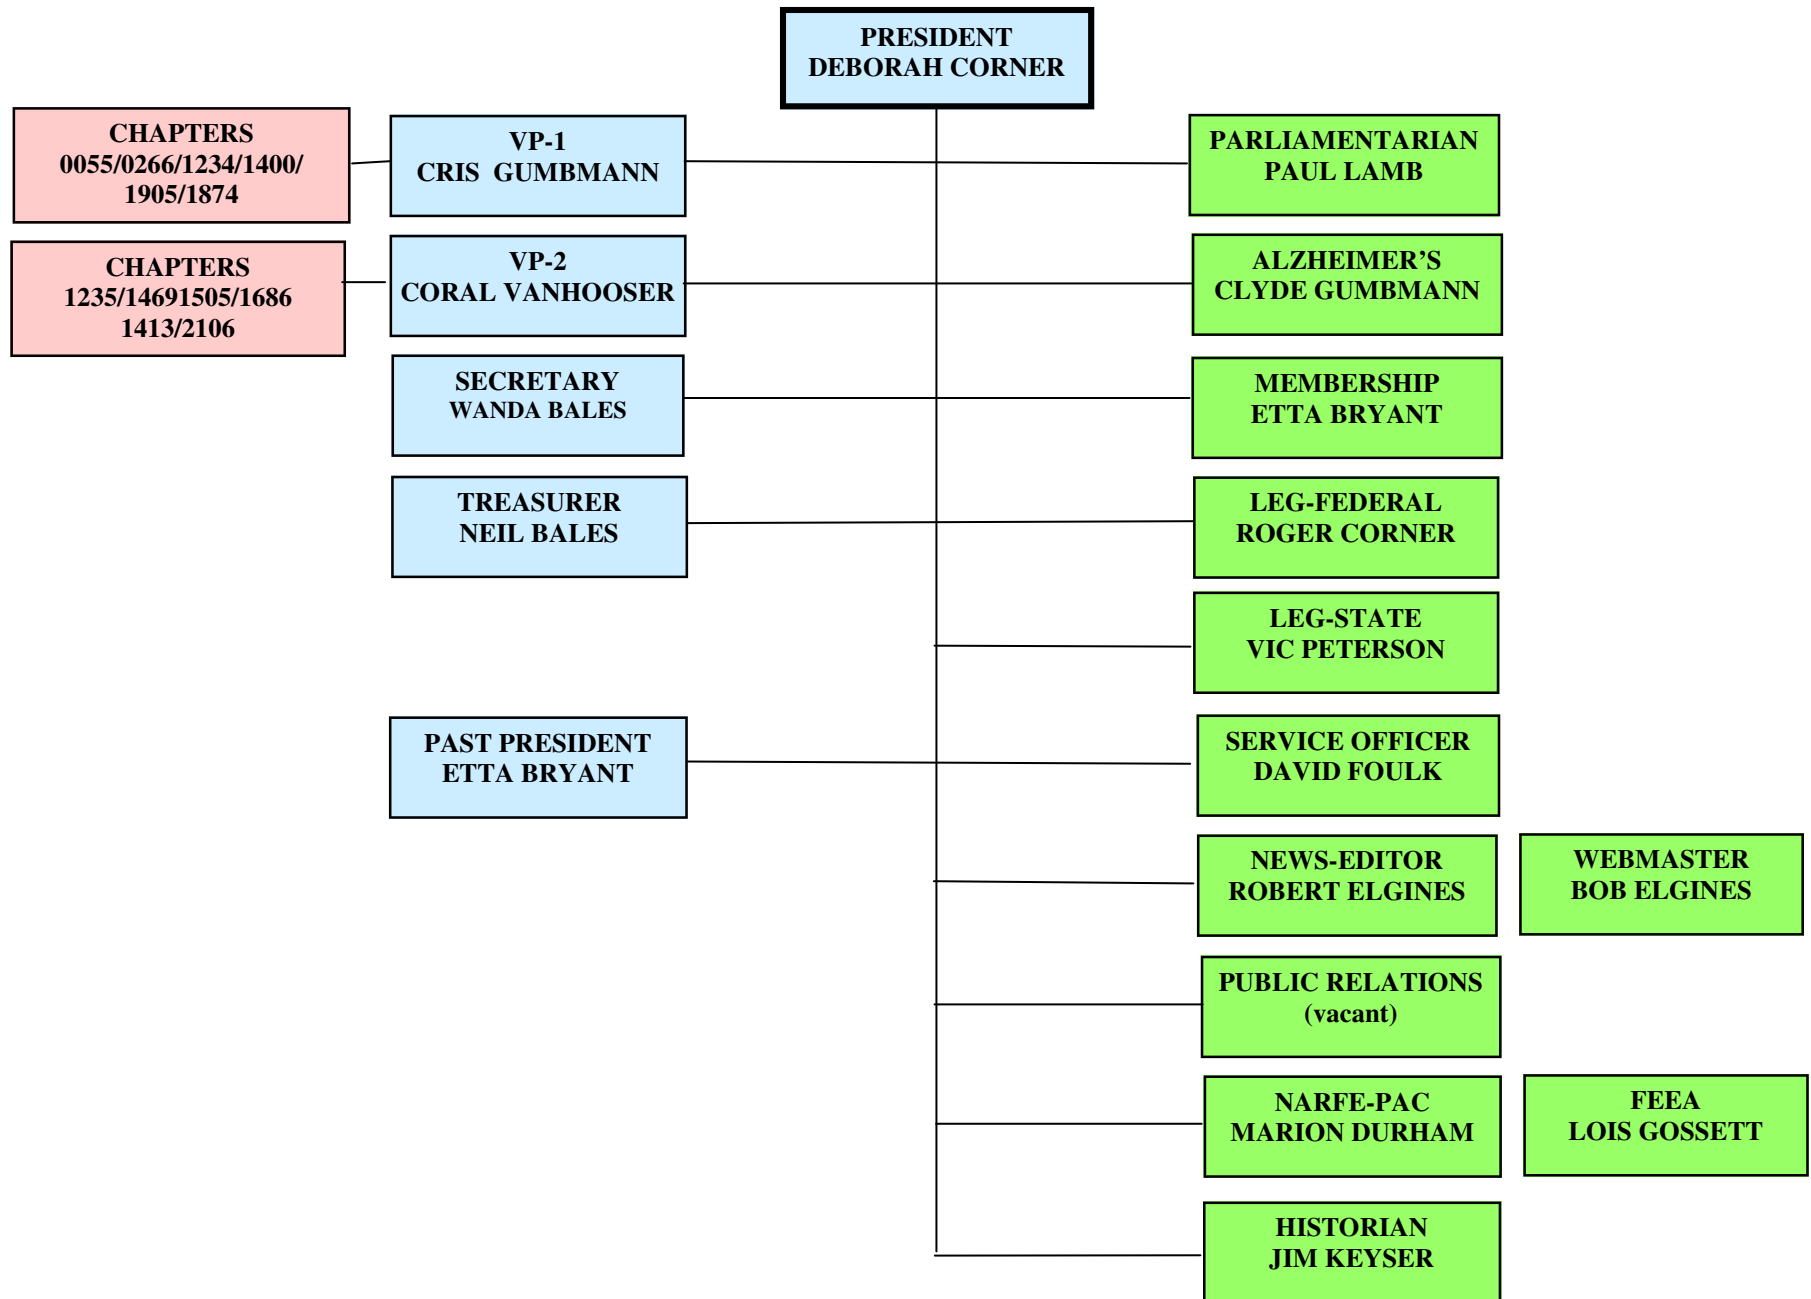 PRESIDENT
DEBORAH CORNER
CHAPTERS
0055/0266/1234/1400/
1905/1874
VP-1
CRIS GUMBMANN
PARLIAMENTARIAN
PAUL LAMB
CHAPTERS
1235/14691505/1686
1413/2106
VP-2
CORAL VANHOOSER
ALZHEIMER’S
CLYDE GUMBMANN
SECRETARY
WANDA BALES
MEMBERSHIP
ETTA BRYANT
TREASURER
NEIL BALES
LEG-FEDERAL
ROGER CORNER
LEG-STATE
VIC PETERSON
PAST PRESIDENT
ETTA BRYANT
SERVICE OFFICER
DAVID FOULK
NEWS-EDITOR
ROBERT ELGINES
WEBMASTER
BOB ELGINES
PUBLIC RELATIONS
(vacant)
NARFE-PAC
MARION DURHAM
FEEA
LOIS GOSSETT
HISTORIAN
JIM KEYSER